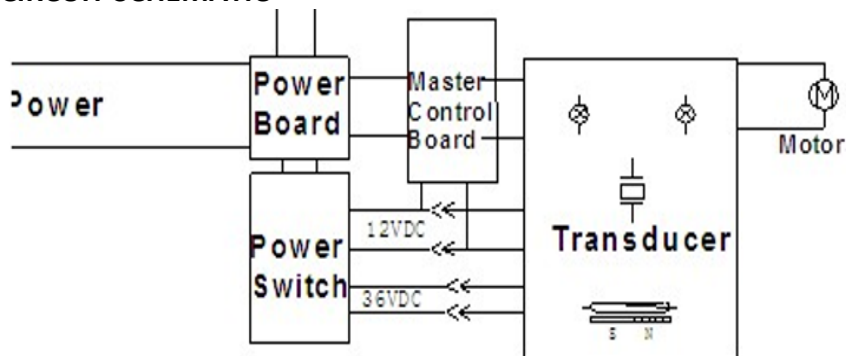 Power
Power
Board
Master
Control
Board
M
Motor
12VDC
Power
Switch
36VDC
Transducer
S N